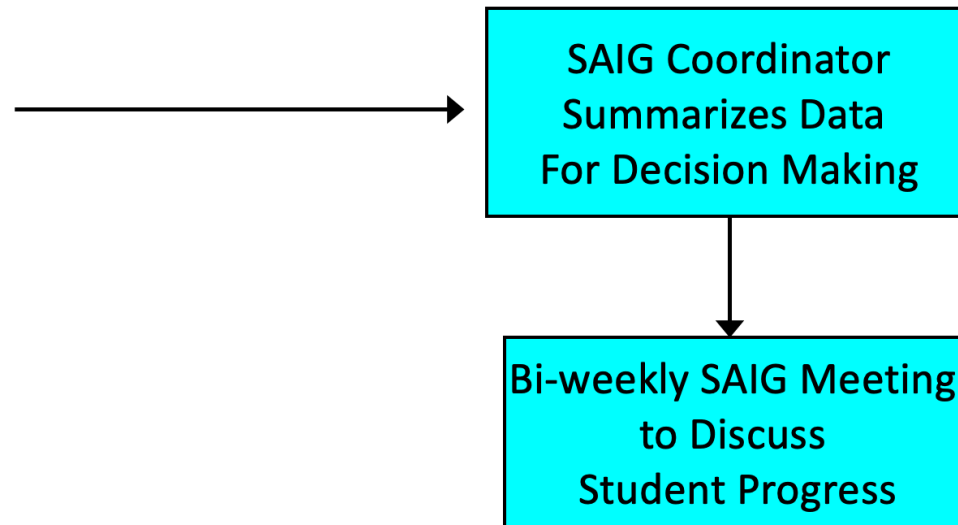 SAIG Coordinator
Summarizes Data
For Decision Making
Bi-weekly SAIG Meeting
to Discuss
Student Progress